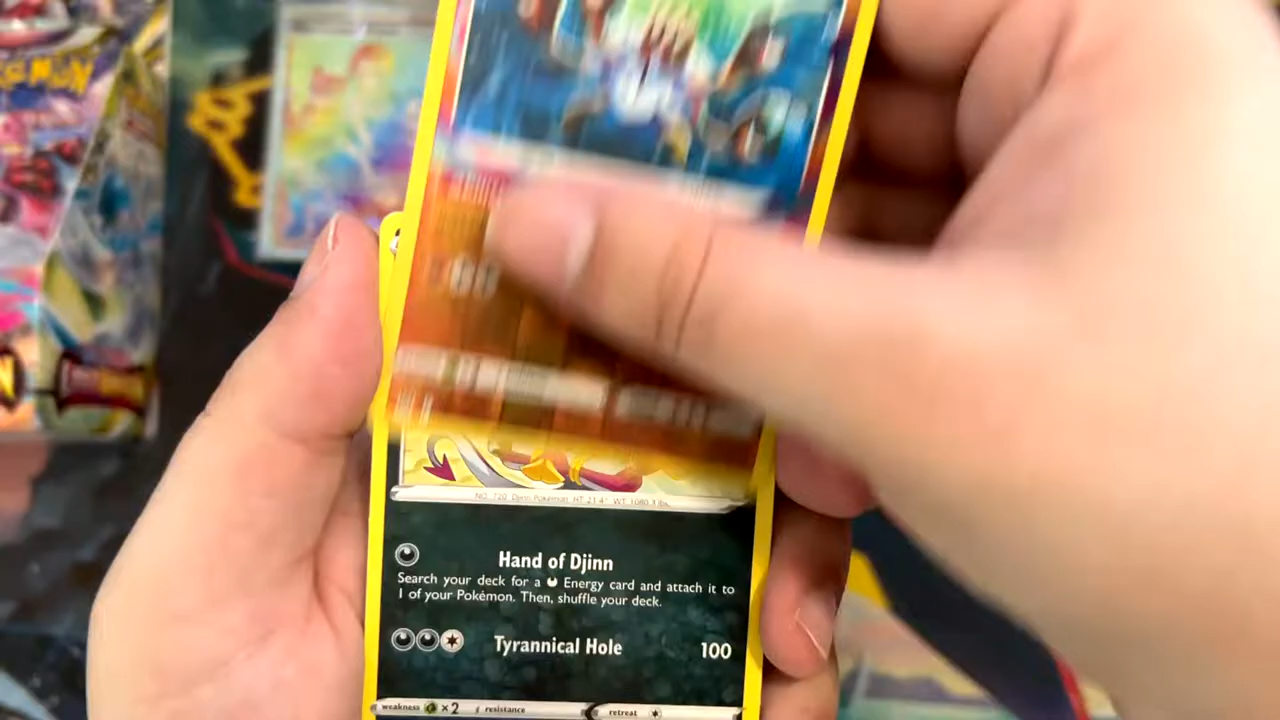 POKÉMON
NO. 720 Djinn Pokémon HT: 21'4" WT: 1080.3 lbs.
Hand of Djinn
Search your deck for a Energy card and attach it to
1 of your Pokémon. Then, shuffle your deck.
Tyrannical Hole 100
weakness ×2 resistance retreat